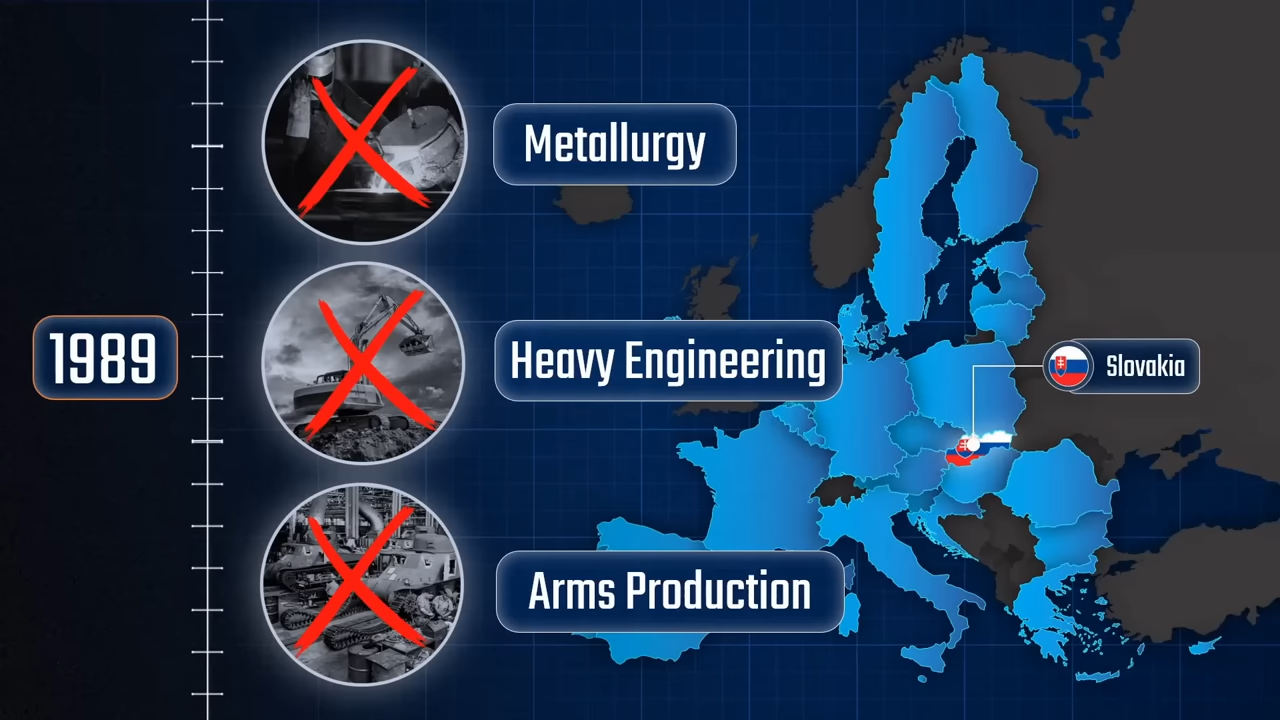 1989
Metallurgy
Heavy Engineering
Arms Production
Slovakia